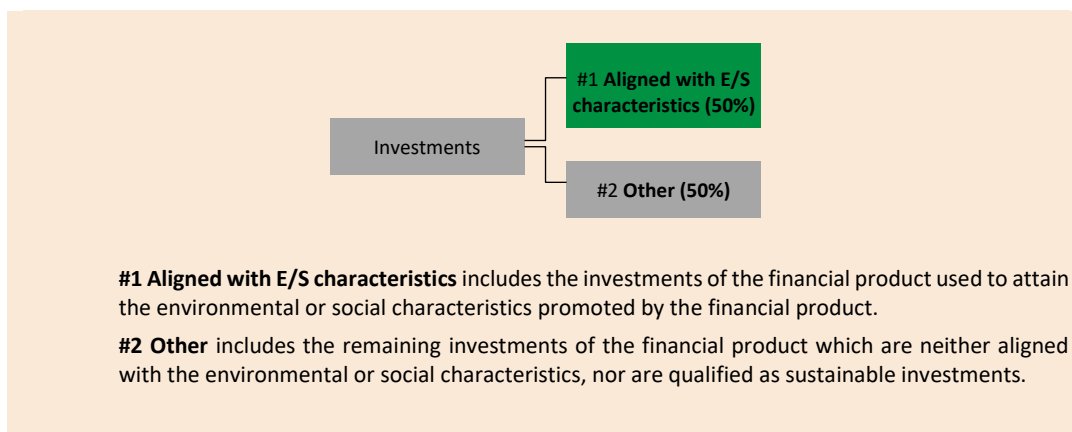 #1 Aligned with E/S
characteristics (50%)
Investments
#2 Other (50%)
#1 Aligned with E/S characteristics includes the investments of the financial product used to attain
the environmental or social characteristics promoted by the financial product.
#2 Other includes the remaining investments of the financial product which are neither aligned
with the environmental or social characteristics, nor are qualified as sustainable investments.